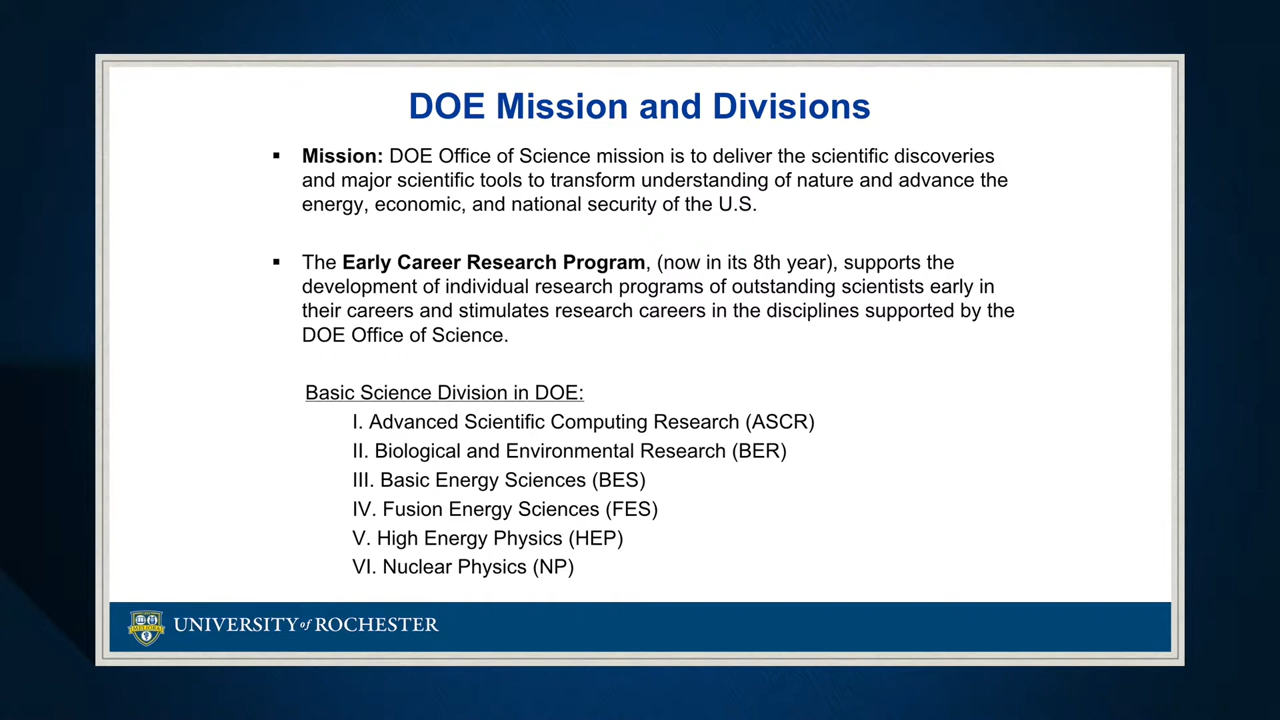 DOE Mission and Divisions
▪ Mission: DOE Office of Science mission is to deliver the scientific discoveries
and major scientific tools to transform understanding of nature and advance the
energy, economic, and national security of the U.S.
▪ The Early Career Research Program, (now in its 8th year), supports the
development of individual research programs of outstanding scientists early in
their careers and stimulates research careers in the disciplines supported by the
DOE Office of Science.
Basic Science Division in DOE:
I. Advanced Scientific Computing Research (ASCR)
II. Biological and Environmental Research (BER)
III. Basic Energy Sciences (BES)
IV. Fusion Energy Sciences (FES)
V. High Energy Physics (HEP)
VI. Nuclear Physics (NP)
MELIORA
UNIVERSITY of ROCHESTER